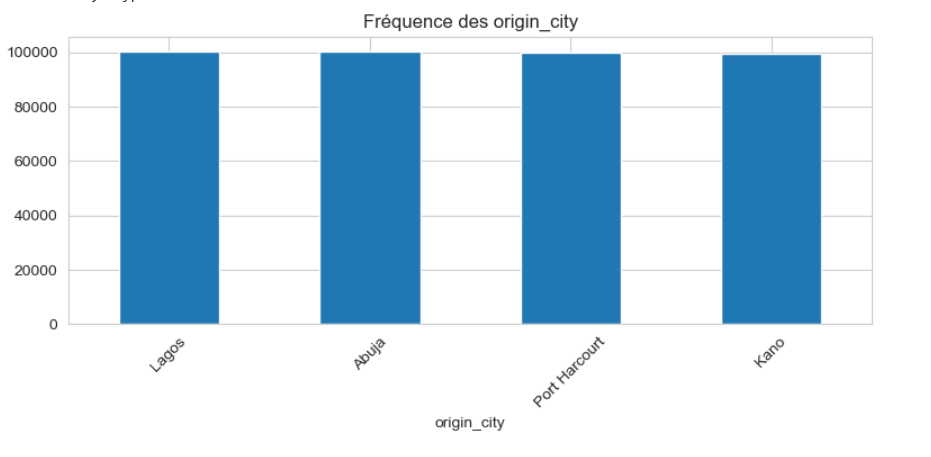 Fréquence des origin_city
100000
80000
60000
40000
20000
0
Lagos
Abuja
Port Harcourt
Kano
origin_city